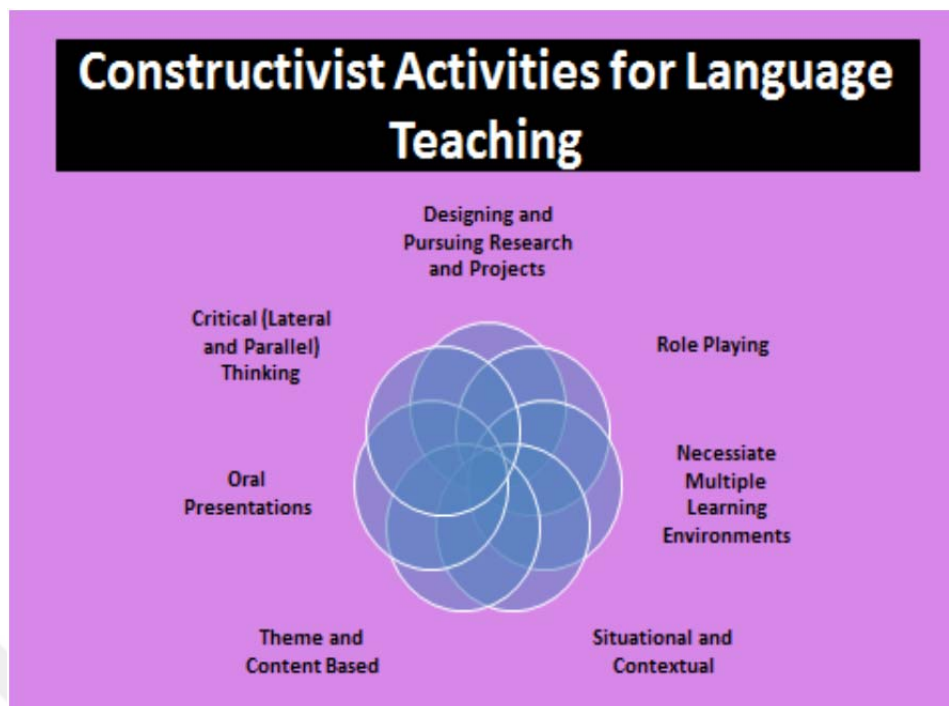 Constructivist Activities for Language
Teaching
Designing and
Pursuing Research
and Projects
Critical (Lateral
and Parallel)
Thinking
Role Playing
Oral
Presentations
Necessiate
Multiple
Learning
Environments
Theme and
Content Based
Situational and
Contextual